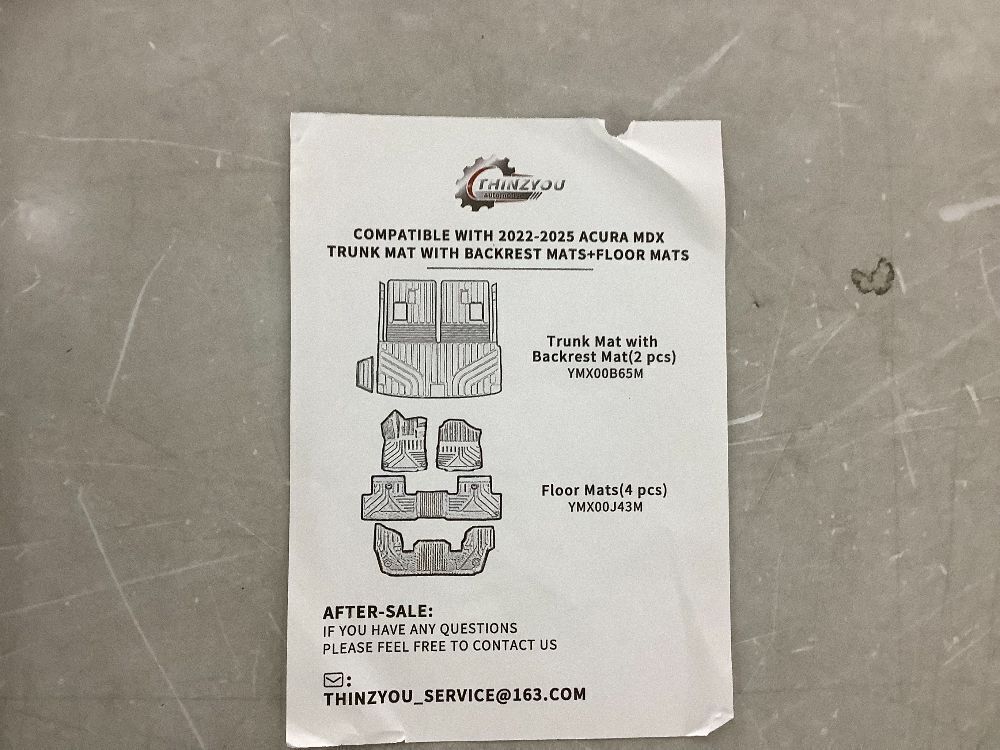 THINZYOU
automotive
COMPATIBLE WITH 2022-2025 ACURA MDX
TRUNK MAT WITH BACKREST MATS+FLOOR MATS
Trunk Mat with
Backrest Mat(2 pcs)
YMX00B65M
Floor Mats(4 pcs)
YMX00J43M
AFTER-SALE:
IF YOU HAVE ANY QUESTIONS
PLEASE FEEL FREE TO CONTACT US
:
THINZYOU_SERVICE@163.COM